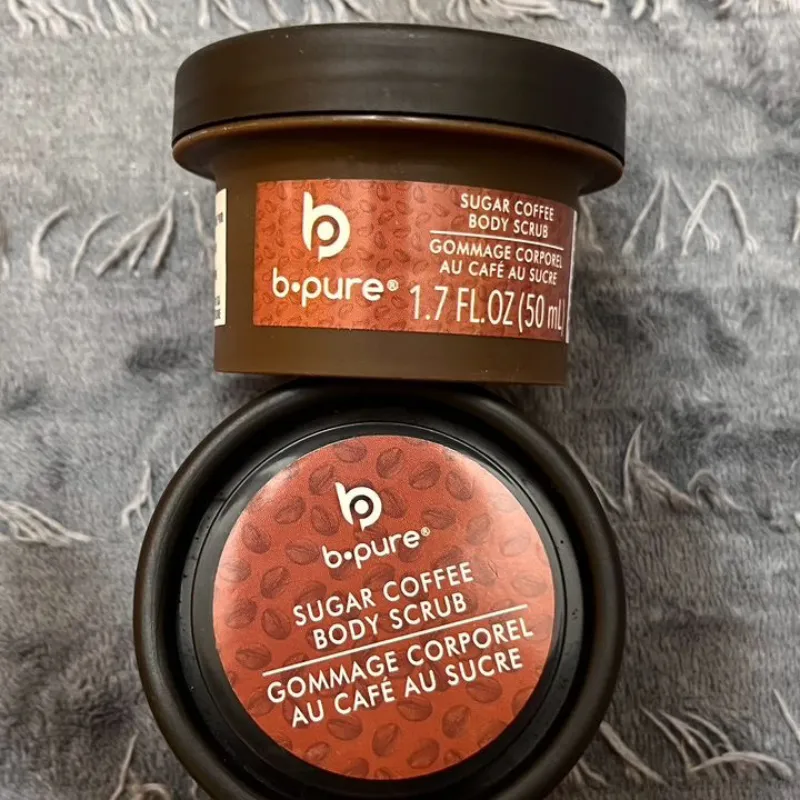 b
b•pure®
SUGAR COFFEE
BODY SCRUB
GOMMAGE CORPOREL
AU CAFÉ AU SUCRE
1.7 FL.OZ (50 mL)
b
b•pure®
SUGAR COFFEE
BODY SCRUB
GOMMAGE CORPOREL
AU CAFÉ AU SUCRE